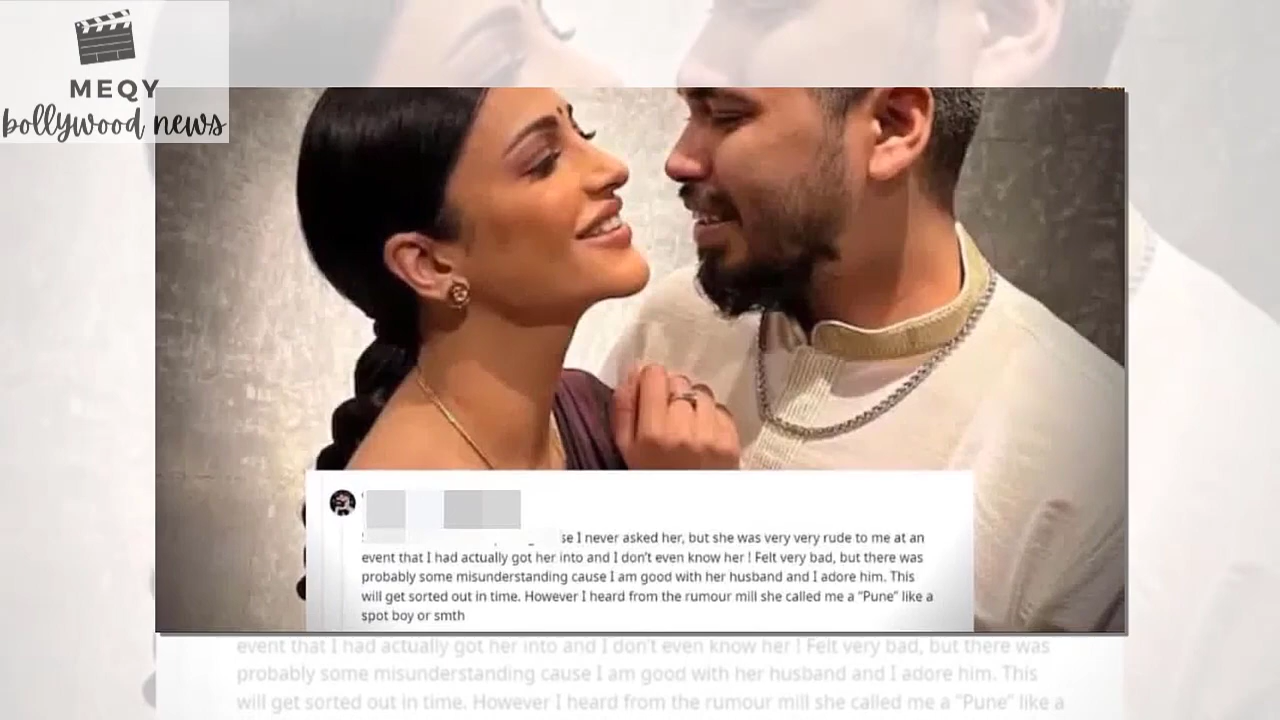 MEQY
bollywood news
se I never asked her, but she was very very rude to me at an
event that I had actually got her into and I don't even know her ! Felt very bad, but there was
probably some misunderstanding cause I am good with her husband and I adore him. This
will get sorted out in time. However I heard from the rumour mill she called me a “Pune” like a
spot boy or smth
event that I had actually got her into and I don't even know her ! Felt very bad, but there was
probably some misunderstanding cause I am good with her husband and I adore him. This
will get sorted out in time. However I heard from the rumour mill she called me a “Pune” like a